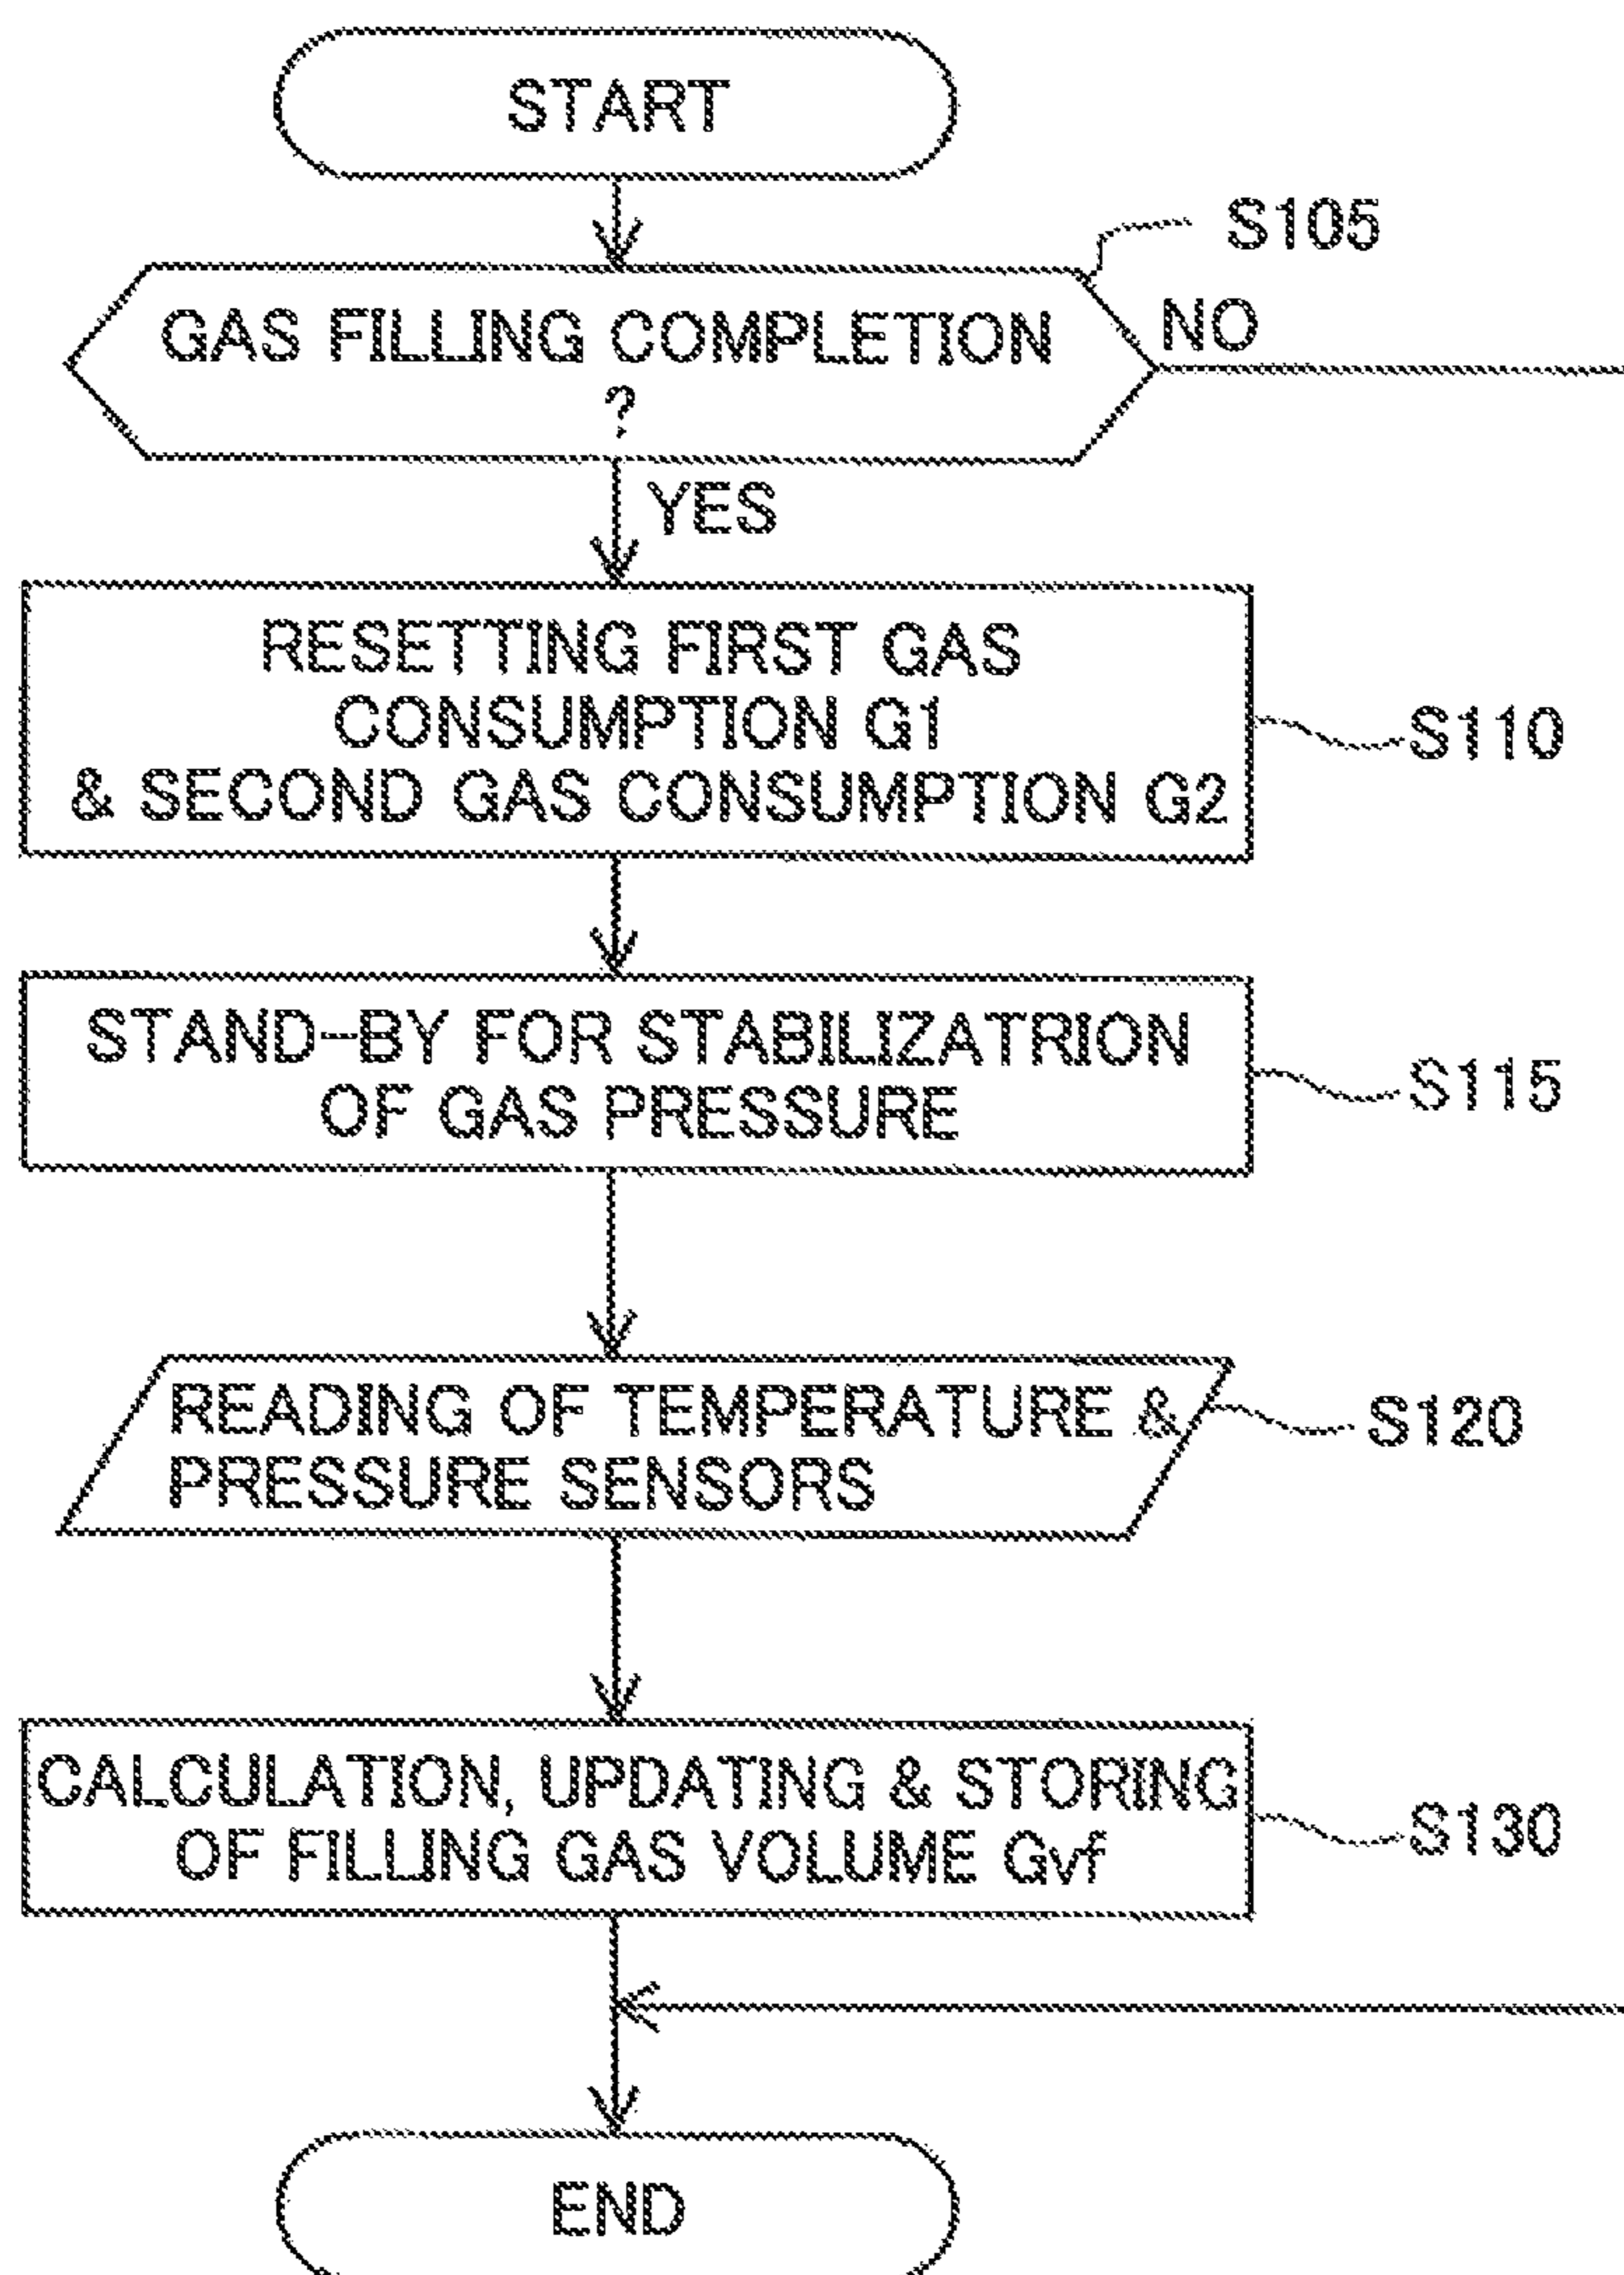 START
S105
GAS FILLING COMPLETION
?
NO
YES
RESETTING FIRST GAS
CONSUMPTION G1
& SECOND GAS CONSUMPTION G2
S110
STAND-BY FOR STABILIZATRION
OF GAS PRESSURE
S115
READING OF TEMPERATURE &
PRESSURE SENSORS
S120
CALCULATION, UPDATING & STORING
OF FILLING GAS VOLUME Gvf
S130
END